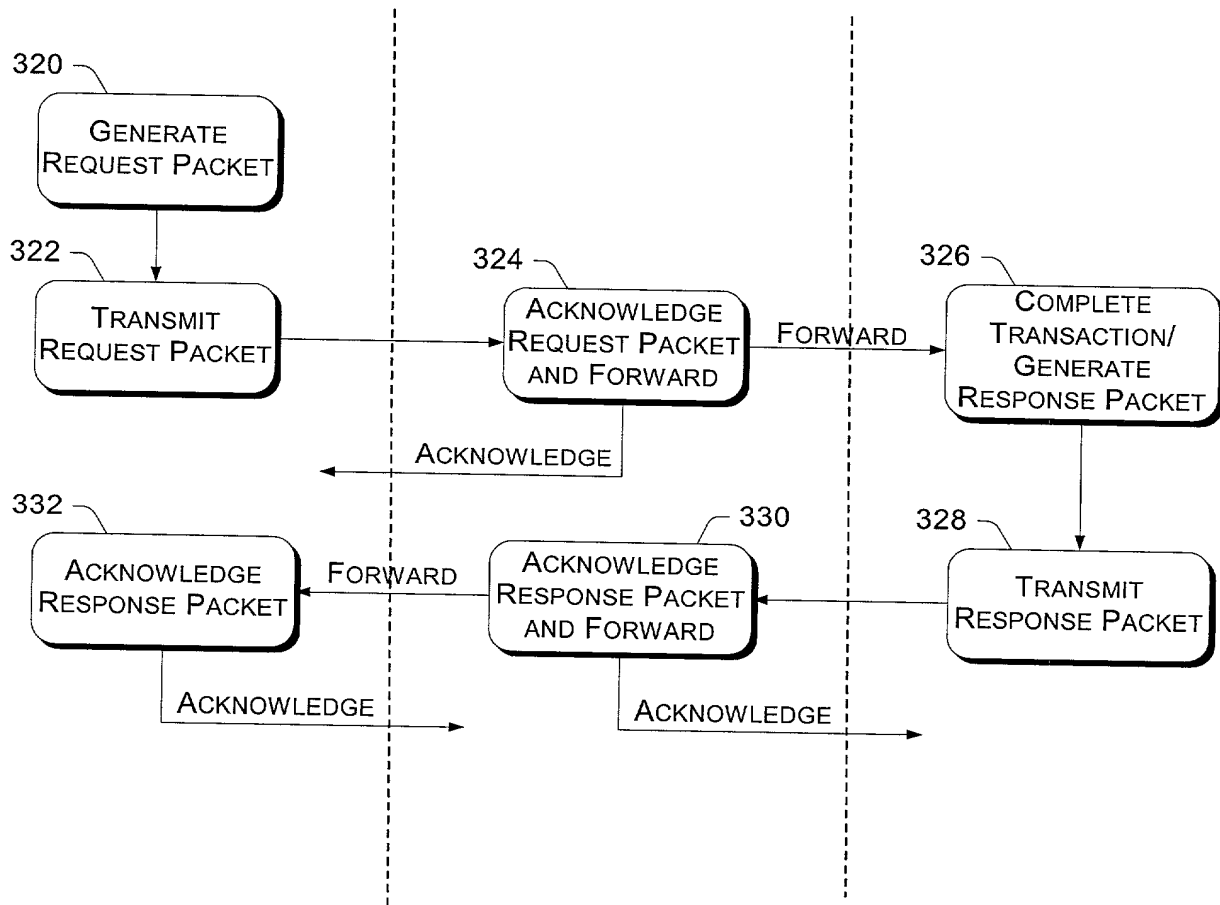 320
GENERATE
REQUEST PACKET
322
TRANSMIT
REQUEST PACKET
324
ACKNOWLEDGE
REQUEST PACKET
AND FORWARD
FORWARD
326
COMPLETE
TRANSACTION/
GENERATE
RESPONSE PACKET
ACKNOWLEDGE
332
ACKNOWLEDGE
RESPONSE PACKET
FORWARD
330
ACKNOWLEDGE
RESPONSE PACKET
AND FORWARD
328
TRANSMIT
RESPONSE PACKET
ACKNOWLEDGE
ACKNOWLEDGE